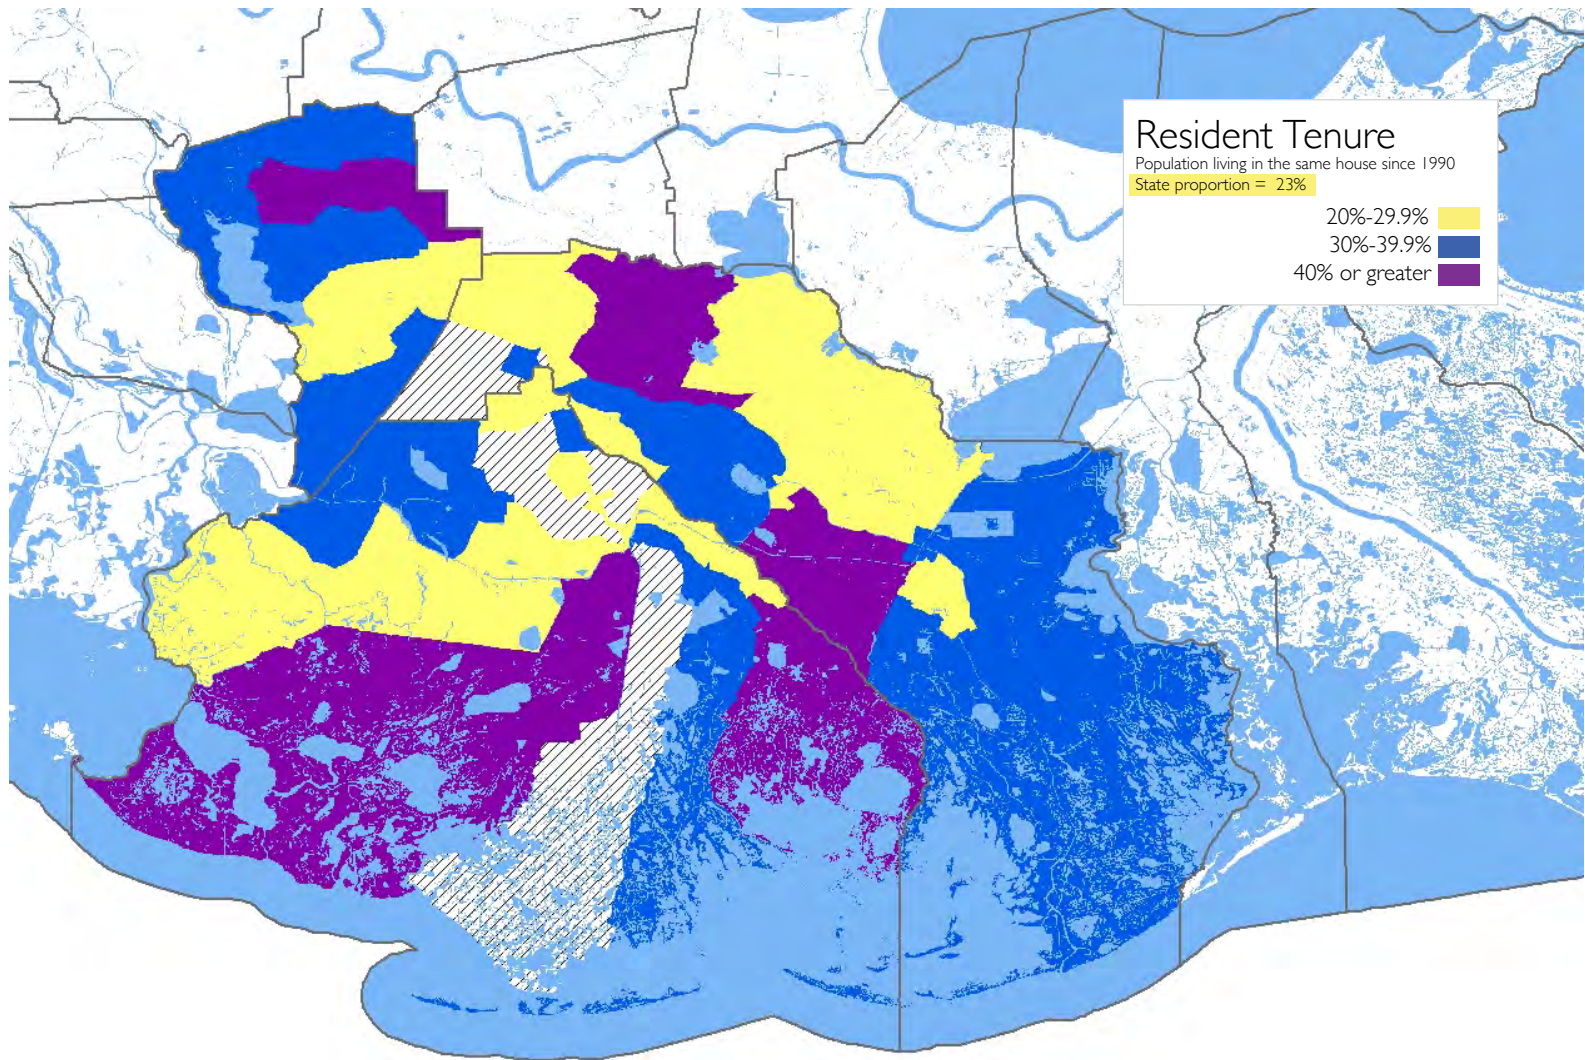 Resident Tenure
Population living in the same house since 1990
State proportion = 23%
20%-29.9%
30%-39.9%
40% or greater